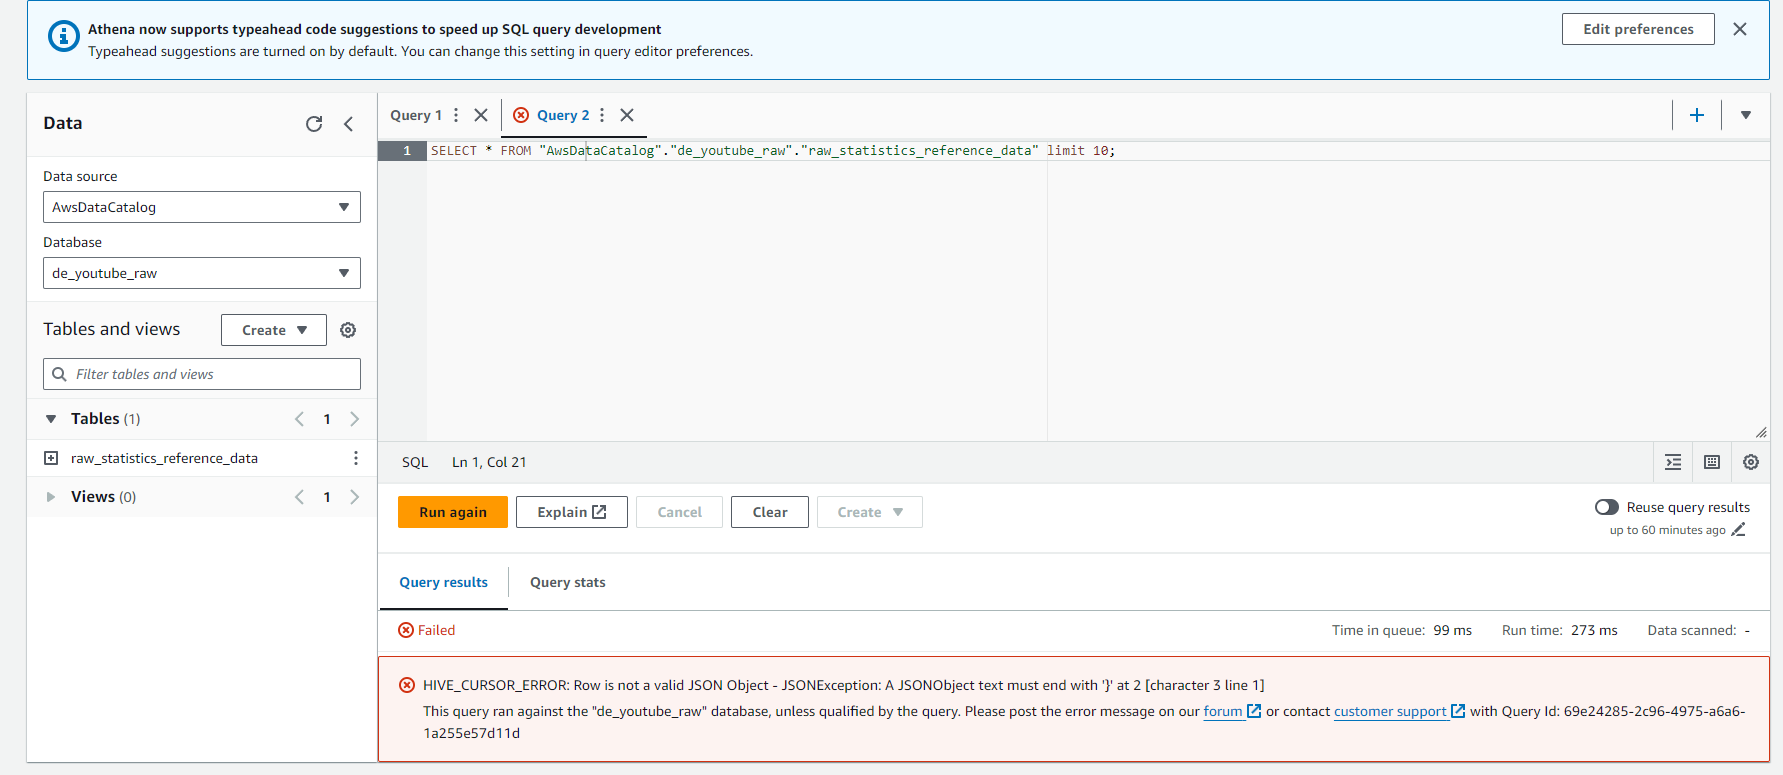 Athena now supports typeahead code suggestions to speed up SQL query development
Typeahead suggestions are turned on by default. You can change this setting in query editor preferences.
Edit preferences
Data
Data source
AwsDataCatalog
Database
de_youtube_raw
Tables and views
Create
Filter tables and views
Tables (1)
1
raw_statistics_reference_data
Views (0)
1
Query 1
Query 2
1 SELECT * FROM "AwsDataCatalog"."de_youtube_raw"."raw_statistics_reference_data" limit 10;
SQL Ln 1, Col 21
Run again
Explain
Cancel
Clear
Create
Reuse query results
up to 60 minutes ago
Query results
Query stats
Failed
Time in queue: 99 ms
Run time: 273 ms
Data scanned: -
HIVE_CURSOR_ERROR: Row is not a valid JSON Object - JSONException: A JSONObject text must end with '}' at 2 [character 3 line 1]
This query ran against the "de_youtube_raw" database, unless qualified by the query. Please post the error message on our forum or contact customer support with Query Id: 69e24285-2c96-4975-a6a6-
1a255e57d11d